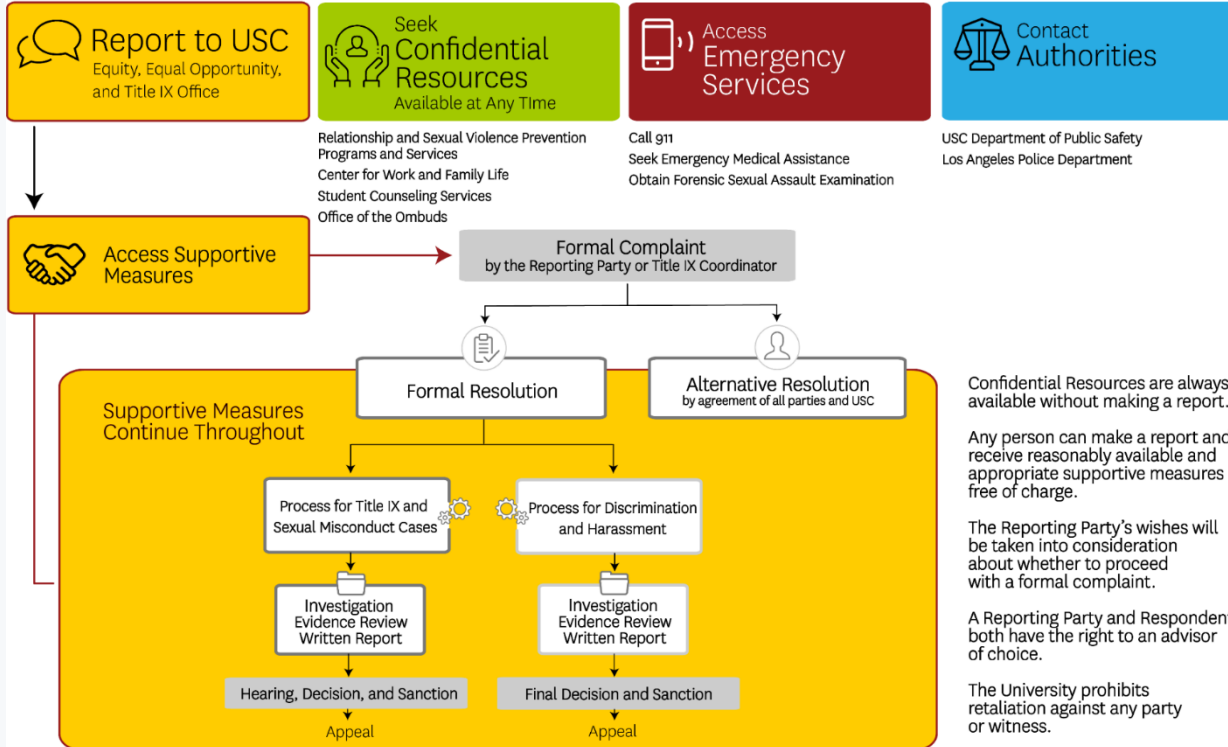 Report to USC
Equity, Equal Opportunity,
and Title IX Office
Seek
Confidential
Resources
Available at Any TIme
Access
Emergency
Services
Contact
Authorities
Relationship and Sexual Violence Prevention
Programs and Services
Center for Work and Family Life
Student Counseling Services
Office of the Ombuds
Call 911
Seek Emergency Medical Assistance
Obtain Forensic Sexual Assault Examination
USC Department of Public Safety
Los Angeles Police Department
Access Supportive
Measures
Formal Complaint
by the Reporting Party or Title IX Coordinator
Formal Resolution
Alternative Resolution
by agreement of all parties and USC
Supportive Measures
Continue Throughout
Process for Title IX and
Sexual Misconduct Cases
Process for Discrimination
and Harassment
Investigation
Evidence Review
Written Report
Investigation
Evidence Review
Written Report
Hearing, Decision, and Sanction
Final Decision and Sanction
Appeal
Appeal
Confidential Resources are always
available without making a report.
Any person can make a report and
receive reasonably available and
appropriate supportive measures
free of charge.
The Reporting Party's wishes will
be taken into consideration
about whether to proceed
with a formal complaint.
A Reporting Party and Respondent
both have the right to an advisor
of choice.
The University prohibits
retaliation against any party
or witness.